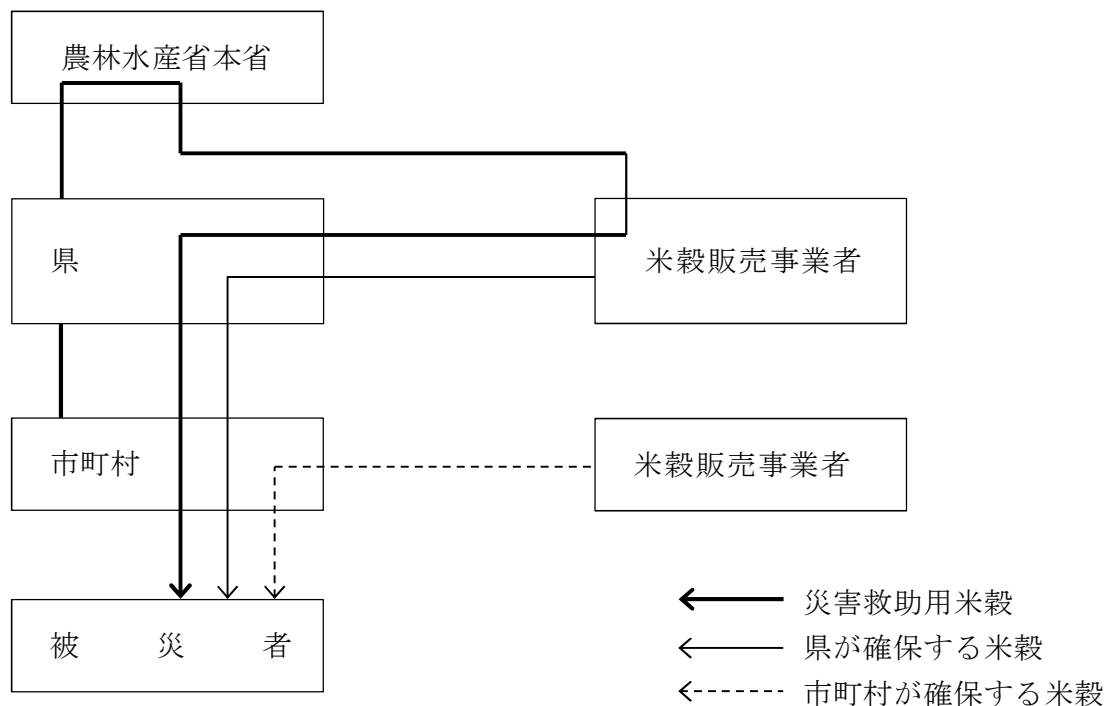 農林水産省本省
県
米穀販売事業者
市町村
米穀販売事業者
被 災 者
災害救助用米穀
県が確保する米穀
市町村が確保する米穀